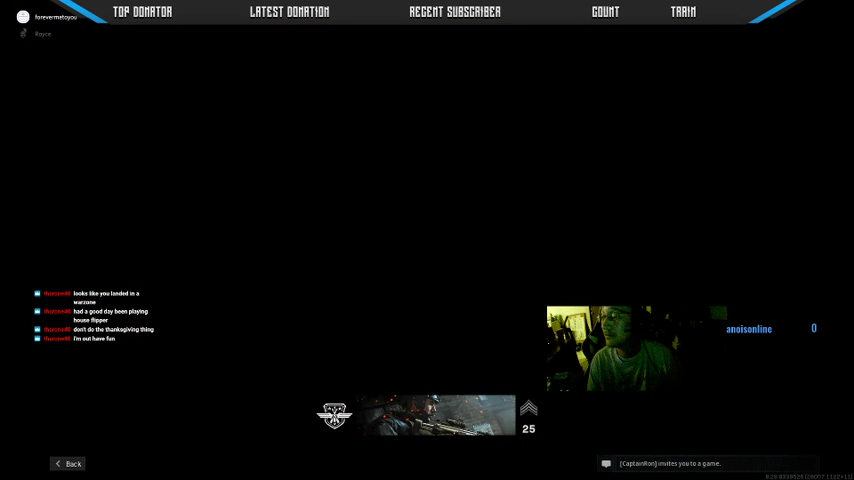 TOP DONATOR LATEST DONATION RECENT SUBSCRIBER COUNT TRAIN
forevermetoyou
Royce
looks like you landed in a
warzone
had a good day been playing
house flipper
don't do the thanksgiving thing
I'm out have fun
anoisonline 0
25
Back
[CaptainRon] invites you to a game.